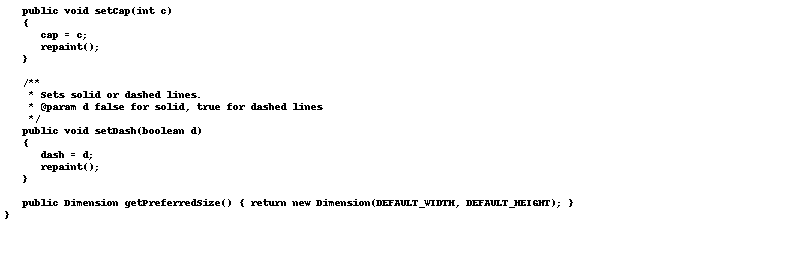 public void setCap(int c)
{
cap = c;
repaint();
}
/**
* Sets solid or dashed lines.
* @param d false for solid, true for dashed lines
*/
public void setDash(boolean d)
{
dash = d;
repaint();
}
public Dimension getPreferredSize() { return new Dimension(DEFAULT_WIDTH, DEFAULT_HEIGHT); }
}